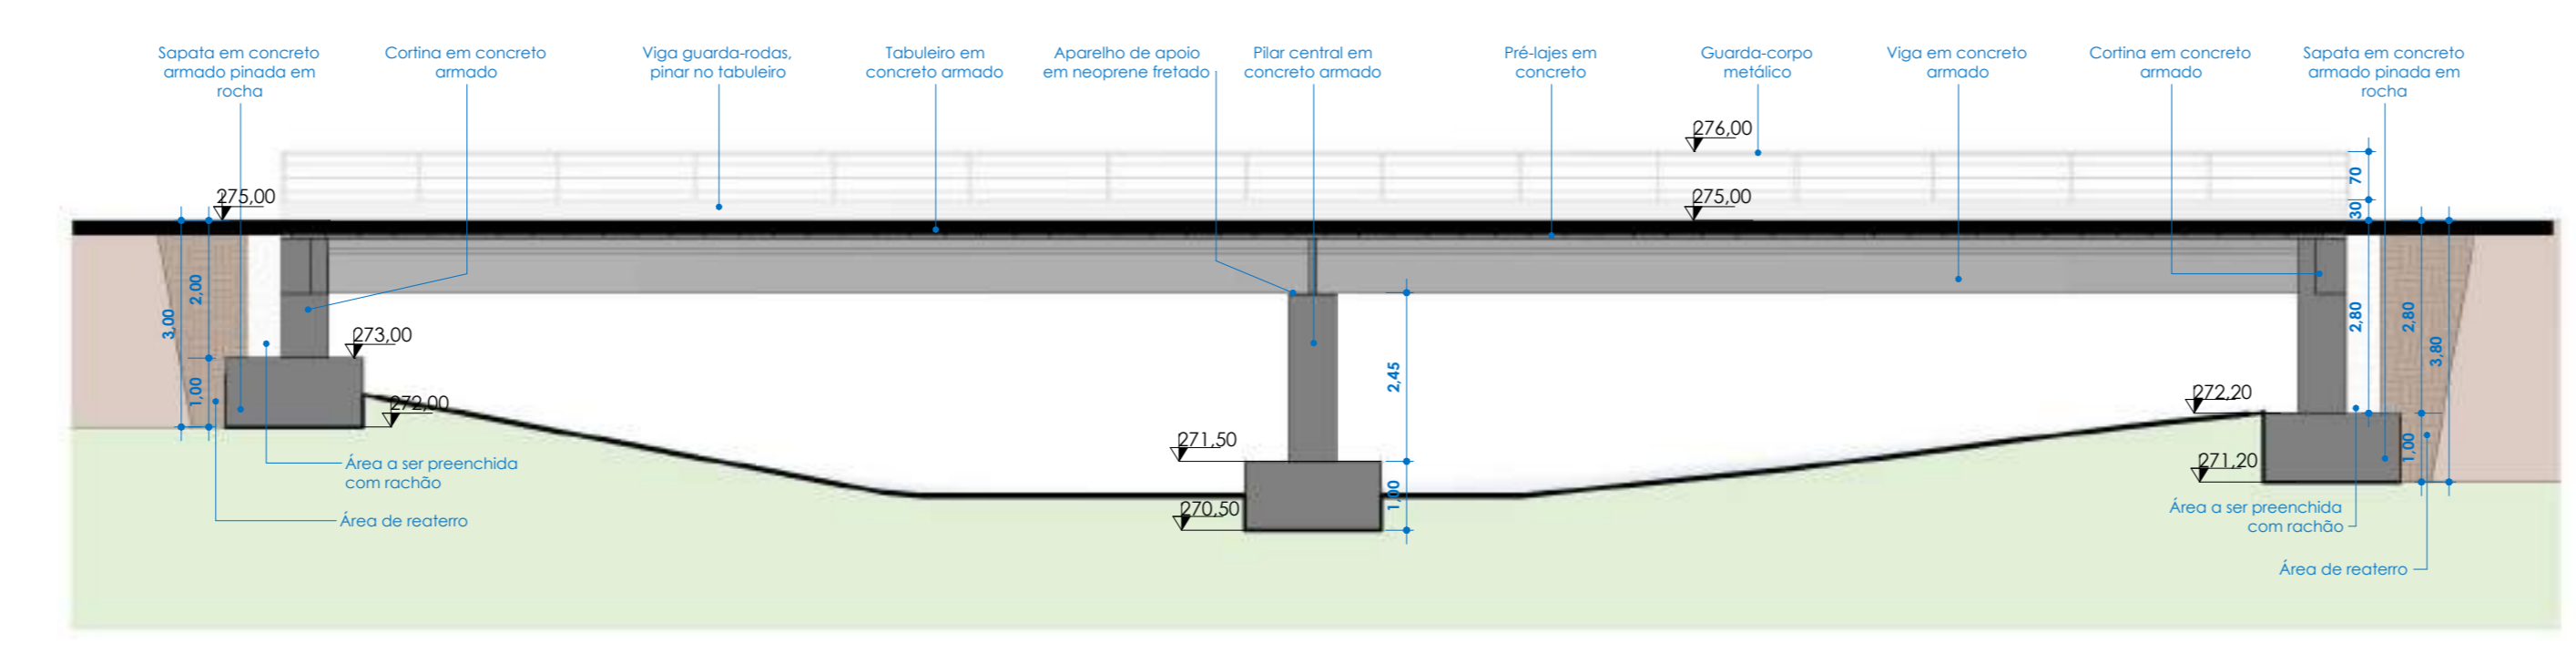 Sapata em concreto
armado pinada em
rocha
Cortina em concreto
armado
Viga guarda-rodas,
pinar no tabuleiro
Tabuleiro em
concreto armado
Aparelho de apoio
em neoprene fretado
Pilar central em
concreto armado
Pré-lajes em
concreto
Guarda-corpo
metálico
Viga em concreto
armado
Cortina em concreto
armado
Sapata em concreto
armado pinada em
rocha
276,00
275,00
275,00
70
30
2,00
3,00
1,00
273,00
272,00
2,45
271,50
1,00
270,50
2,80
2,80
3,80
272,20
1,00
271,20
Área a ser preenchida
com rachão
Área de reaterro
Área a ser preenchida
com rachão
Área de reaterro